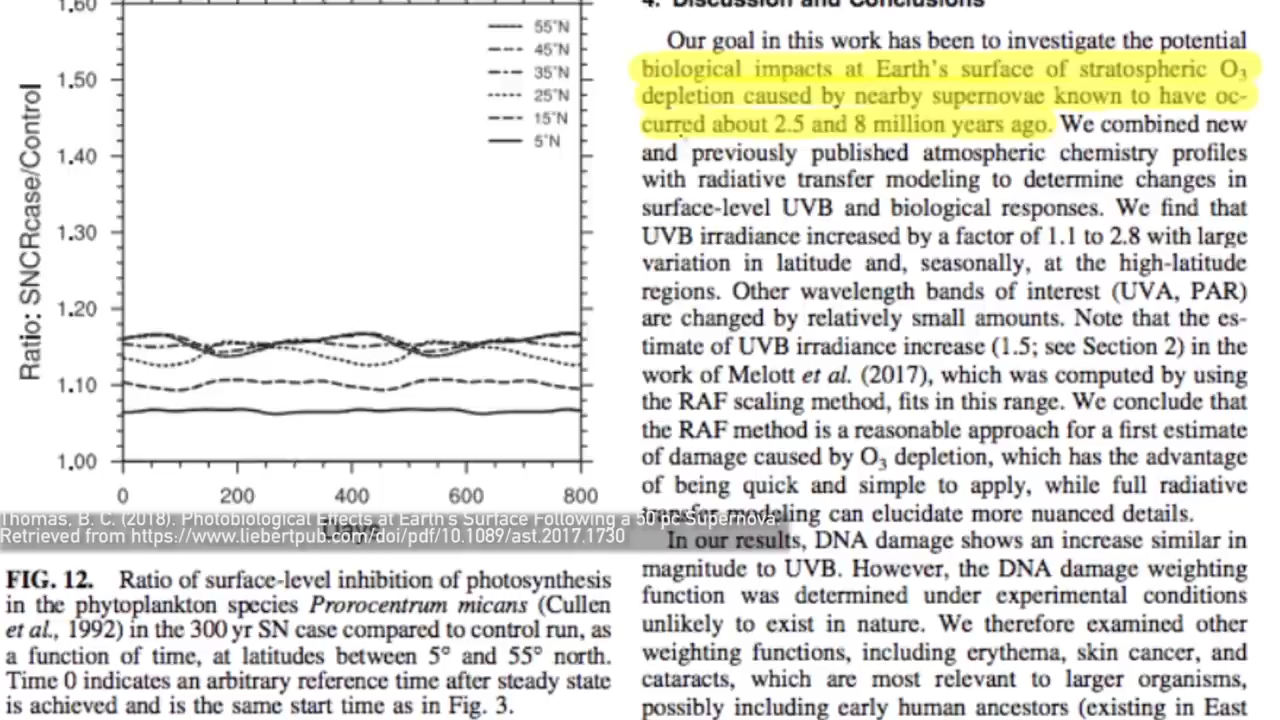 1.60
1.50
1.40
1.30
1.20
1.10
1.00
Ratio: SNCRcase/Control
55°N
45°N
35°N
25°N
15°N
5°N
0 200 400 600 800
Days
Thomas, B. C. (2018). Photobiological Effects at Earth's Surface Following a 50 pc Supernova
Retrieved from https://www.liebertpub.com/doi/pdf/10.1089/ast.2017.1730
FIG. 12. Ratio of surface-level inhibition of photosynthesis
in the phytoplankton species Prorocentrum micans (Cullen
et al., 1992) in the 300 yr SN case compared to control run, as
a function of time, at latitudes between 5° and 55° north.
Time 0 indicates an arbitrary reference time after steady state
is achieved and is the same start time as in Fig. 3.
4. Discussion and Conclusions
Our goal in this work has been to investigate the potential
biological impacts at Earth's surface of stratospheric O3
depletion caused by nearby supernovae known to have oc-
curred about 2.5 and 8 million years ago. We combined new
and previously published atmospheric chemistry profiles
with radiative transfer modeling to determine changes in
surface-level UVB and biological responses. We find that
UVB irradiance increased by a factor of 1.1 to 2.8 with large
variation in latitude and, seasonally, at the high-latitude
regions. Other wavelength bands of interest (UVA, PAR)
are changed by relatively small amounts. Note that the es-
timate of UVB irradiance increase (1.5; see Section 2) in the
work of Melott et al. (2017), which was computed by using
the RAF scaling method, fits in this range. We conclude that
the RAF method is a reasonable approach for a first estimate
of damage caused by O3 depletion, which has the advantage
of being quick and simple to apply, while full radiative
transfer modeling can elucidate more nuanced details.
In our results, DNA damage shows an increase similar in
magnitude to UVB. However, the DNA damage weighting
function was determined under experimental conditions
unlikely to exist in nature. We therefore examined other
weighting functions, including erythema, skin cancer, and
cataracts, which are most relevant to larger organisms,
possibly including early human ancestors (existing in East